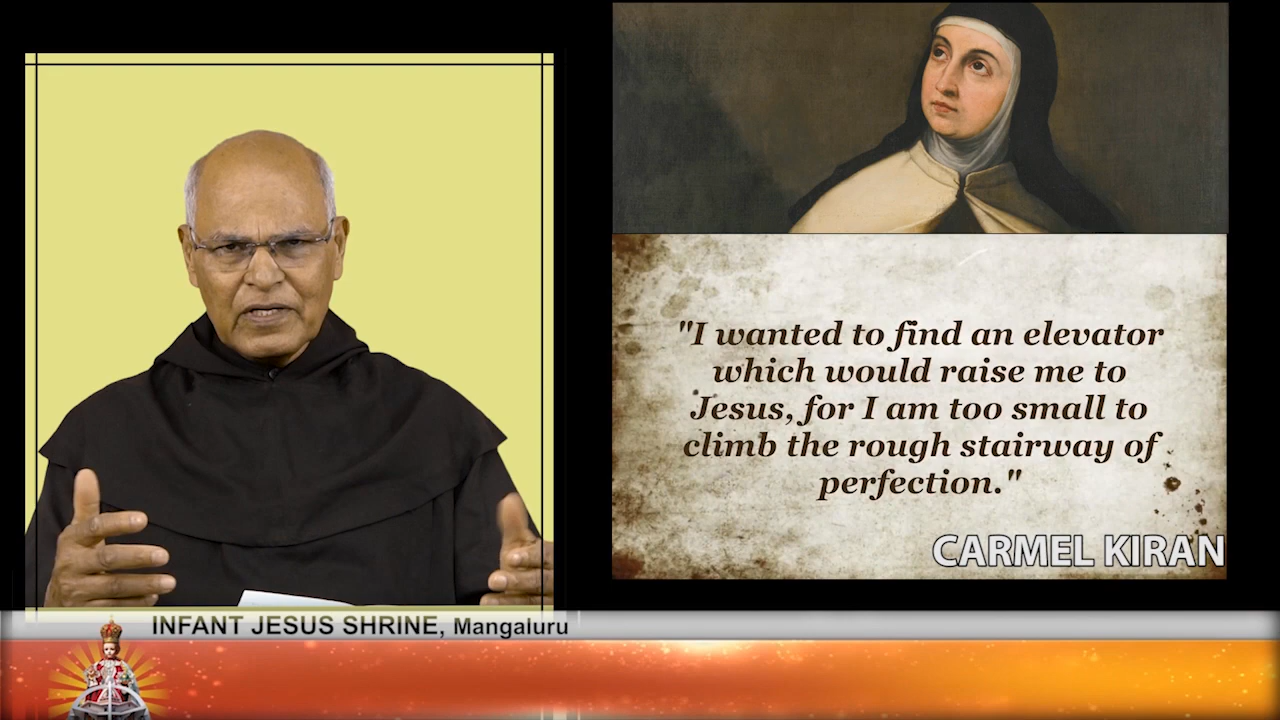 "I wanted to find an elevator
which would raise me to
Jesus, for I am too small to
climb the rough stairway of
perfection."
CARMEL KIRAN
INFANT JESUS SHRINE, Mangaluru